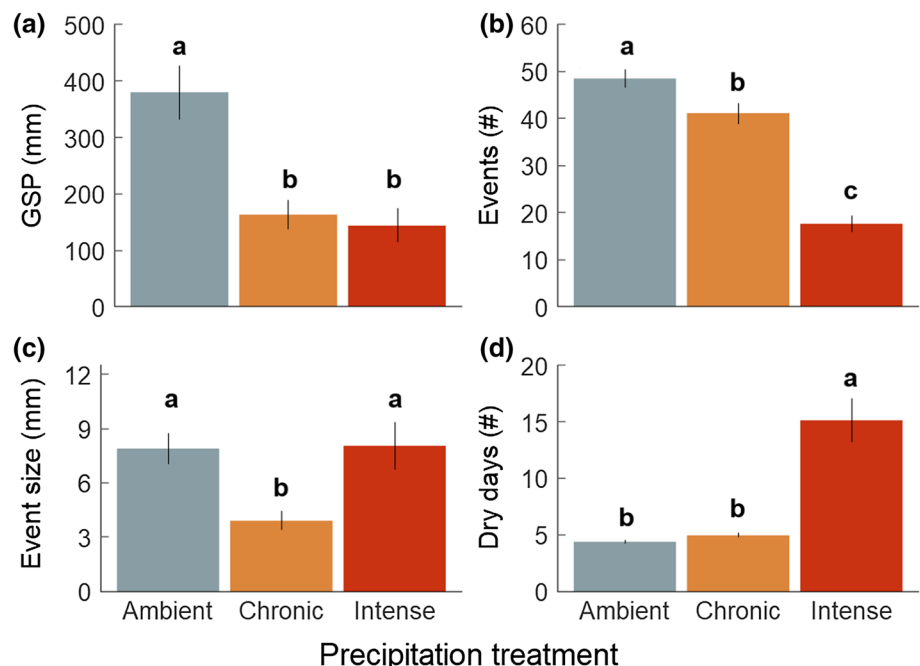 (a)
GSP (mm)
500
400
300
200
100
0
a
b
b
(b)
Events (#)
60
50
40
30
20
10
0
a
b
c
(c)
Event size (mm)
12
9
6
3
0
a
b
a
Ambient Chronic Intense
(d)
Dry days (#)
20
15
10
5
0
b
b
a
Ambient Chronic Intense
Precipitation treatment